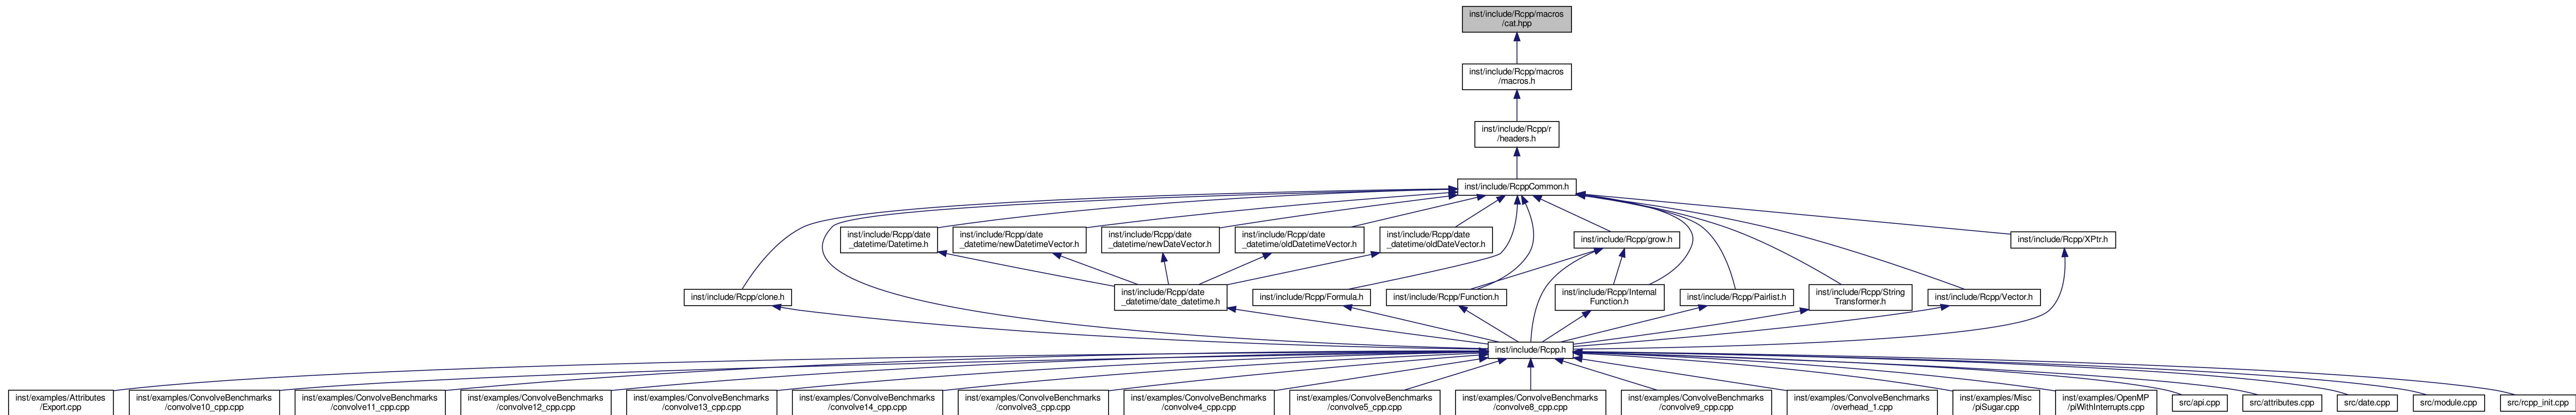 inst/include/Rcpp/macros
/cat.hpp
inst/include/Rcpp/macros
/macros.h
inst/include/Rcpp/r
/headers.h
inst/include/RcppCommon.h
inst/include/Rcpp/date
_datetime/Datetime.h
inst/include/Rcpp/date
_datetime/newDatetimeVector.h
inst/include/Rcpp/date
_datetime/newDateVector.h
inst/include/Rcpp/date
_datetime/oldDatetimeVector.h
inst/include/Rcpp/date
_datetime/oldDateVector.h
inst/include/Rcpp/grow.h
inst/include/Rcpp/XPtr.h
inst/include/Rcpp/clone.h
inst/include/Rcpp/date
_datetime/date_datetime.h
inst/include/Rcpp/Formula.h
inst/include/Rcpp/Function.h
inst/include/Rcpp/Internal
Function.h
inst/include/Rcpp/Pairlist.h
inst/include/Rcpp/String
Transformer.h
inst/include/Rcpp/Vector.h
inst/include/Rcpp.h
inst/examples/Attributes
/Export.cpp
inst/examples/ConvolveBenchmarks
/convolve10_cpp.cpp
inst/examples/ConvolveBenchmarks
/convolve11_cpp.cpp
inst/examples/ConvolveBenchmarks
/convolve12_cpp.cpp
inst/examples/ConvolveBenchmarks
/convolve13_cpp.cpp
inst/examples/ConvolveBenchmarks
/convolve14_cpp.cpp
inst/examples/ConvolveBenchmarks
/convolve3_cpp.cpp
inst/examples/ConvolveBenchmarks
/convolve4_cpp.cpp
inst/examples/ConvolveBenchmarks
/convolve5_cpp.cpp
inst/examples/ConvolveBenchmarks
/convolve8_cpp.cpp
inst/examples/ConvolveBenchmarks
/convolve9_cpp.cpp
inst/examples/ConvolveBenchmarks
/overhead_1.cpp
inst/examples/Misc
/piSugar.cpp
inst/examples/OpenMP
/piWithInterrupts.cpp
src/api.cpp
src/attributes.cpp
src/date.cpp
src/module.cpp
src/rcpp_init.cpp